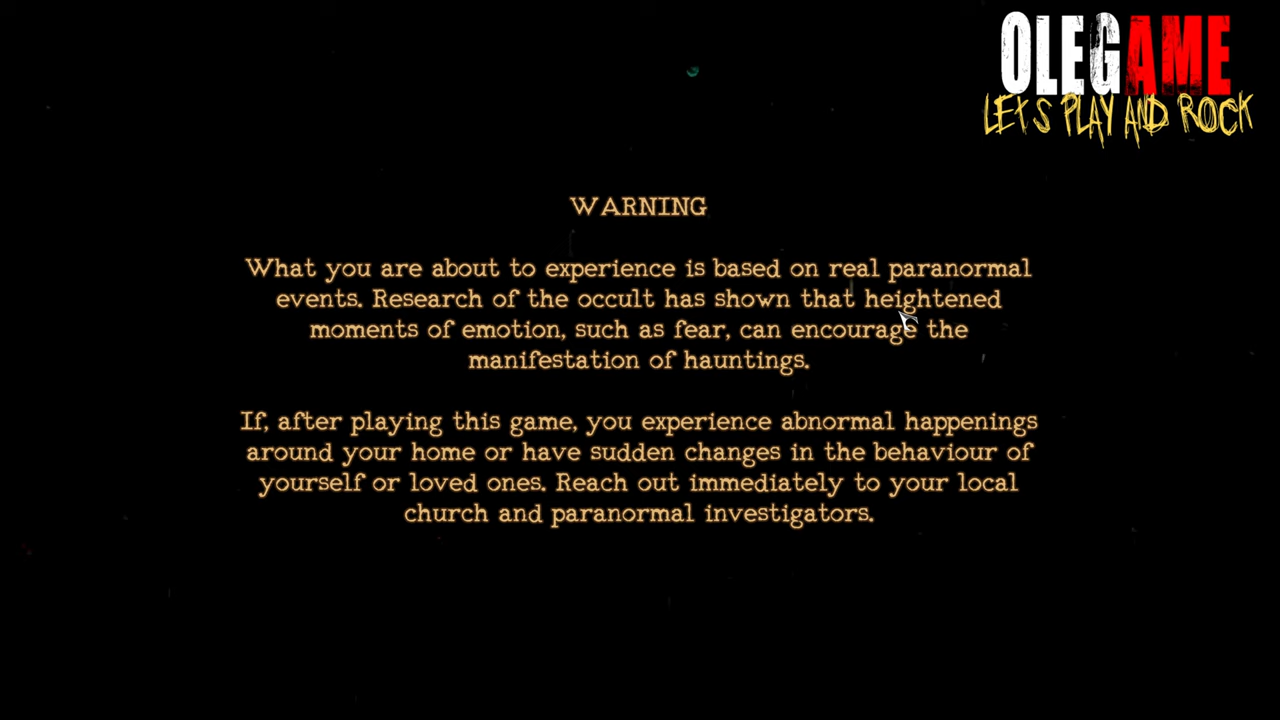 OLEGAME
LET'S PLAY AND ROCK
WARNING
What you are about to experience is based on real paranormal
events. Research of the occult has shown that heightened
moments of emotion, such as fear, can encourage the
manifestation of hauntings.
If, after playing this game, you experience abnormal happenings
around your home or have sudden changes in the behaviour of
yourself or loved ones. Reach out immediately to your local
church and paranormal investigators.